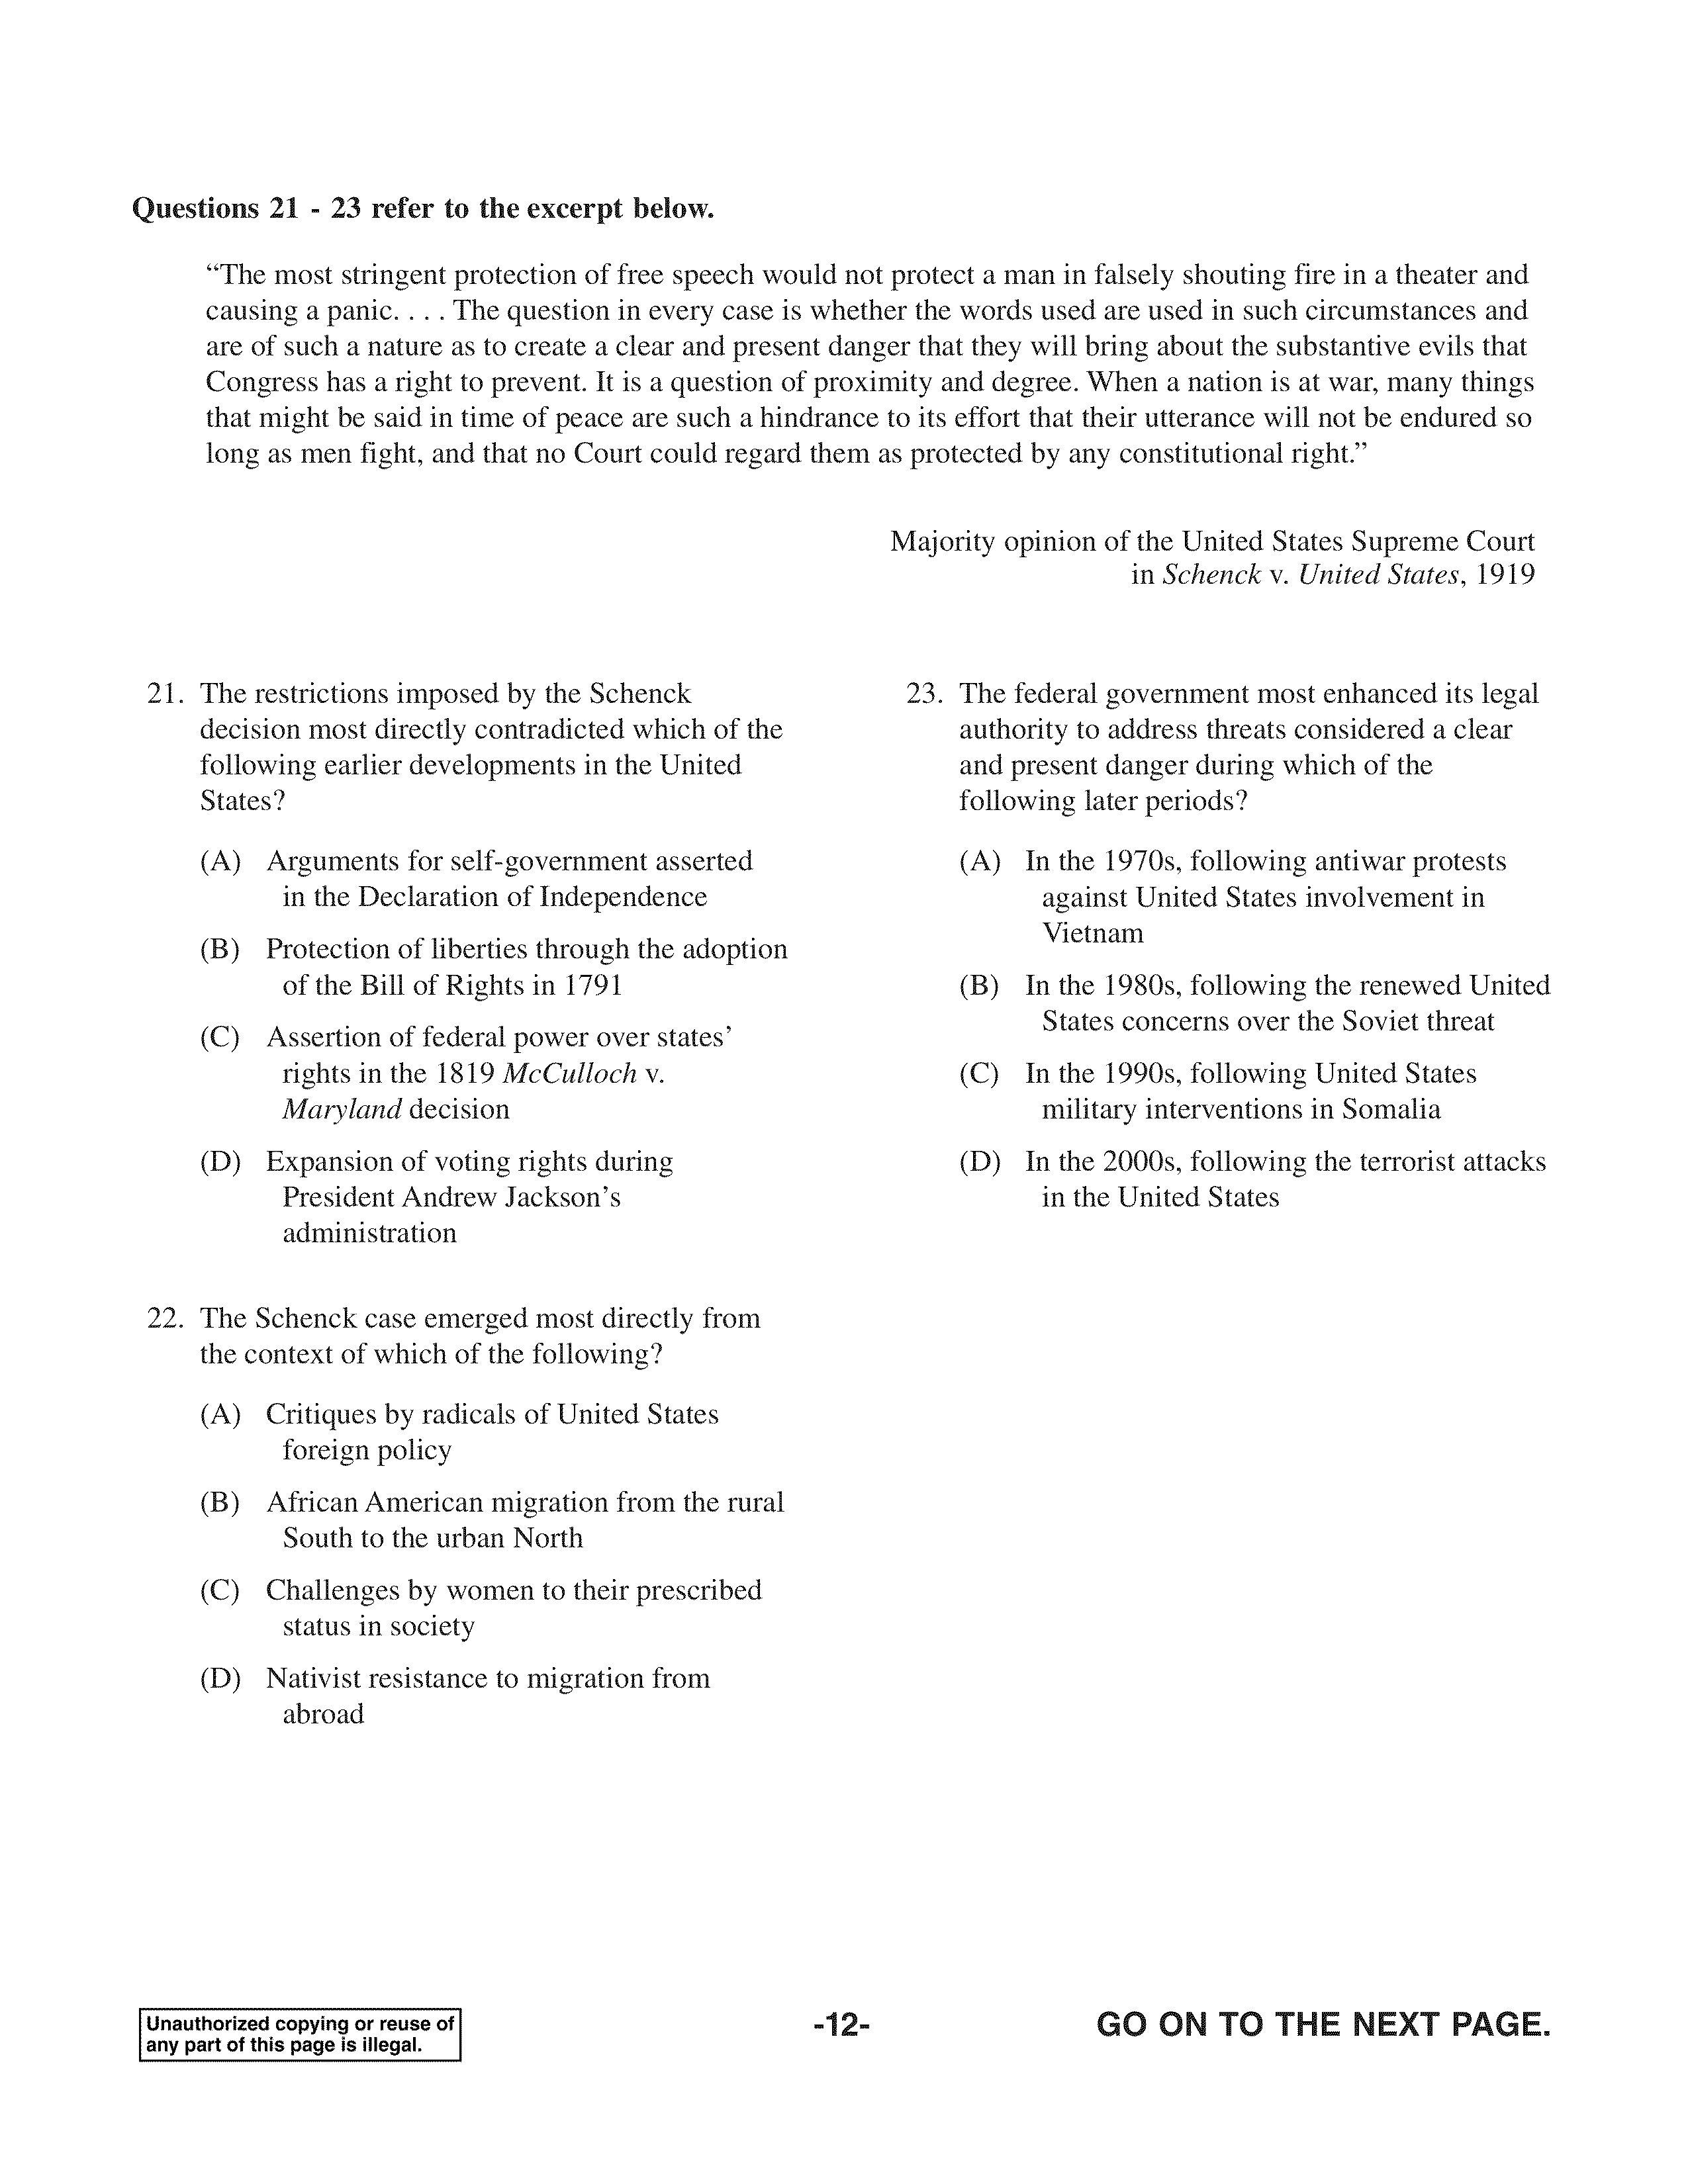 Questions 21 - 23 refer to the excerpt below.
“The most stringent protection of free speech would not protect a man in falsely shouting fire in a theater and
causing a panic. . . . The question in every case is whether the words used are used in such circumstances and
are of such a nature as to create a clear and present danger that they will bring about the substantive evils that
Congress has a right to prevent. It is a question of proximity and degree. When a nation is at war, many things
that might be said in time of peace are such a hindrance to its effort that their utterance will not be endured so
long as men fight, and that no Court could regard them as protected by any constitutional right.”
Majority opinion of the United States Supreme Court
in Schenck v. United States, 1919
21. The restrictions imposed by the Schenck
decision most directly contradicted which of the
following earlier developments in the United
States?
(A) Arguments for self-government asserted
in the Declaration of Independence
(B) Protection of liberties through the adoption
of the Bill of Rights in 1791
(C) Assertion of federal power over states’
rights in the 1819 McCulloch v.
Maryland decision
(D) Expansion of voting rights during
President Andrew Jackson’s
administration
22. The Schenck case emerged most directly from
the context of which of the following?
(A) Critiques by radicals of United States
foreign policy
(B) African American migration from the rural
South to the urban North
(C) Challenges by women to their prescribed
status in society
(D) Nativist resistance to migration from
abroad
23. The federal government most enhanced its legal
authority to address threats considered a clear
and present danger during which of the
following later periods?
(A) In the 1970s, following antiwar protests
against United States involvement in
Vietnam
(B) In the 1980s, following the renewed United
States concerns over the Soviet threat
(C) In the 1990s, following United States
military interventions in Somalia
(D) In the 2000s, following the terrorist attacks
in the United States
Unauthorized copying or reuse of
any part of this page is illegal.
-12-
GO ON TO THE NEXT PAGE.